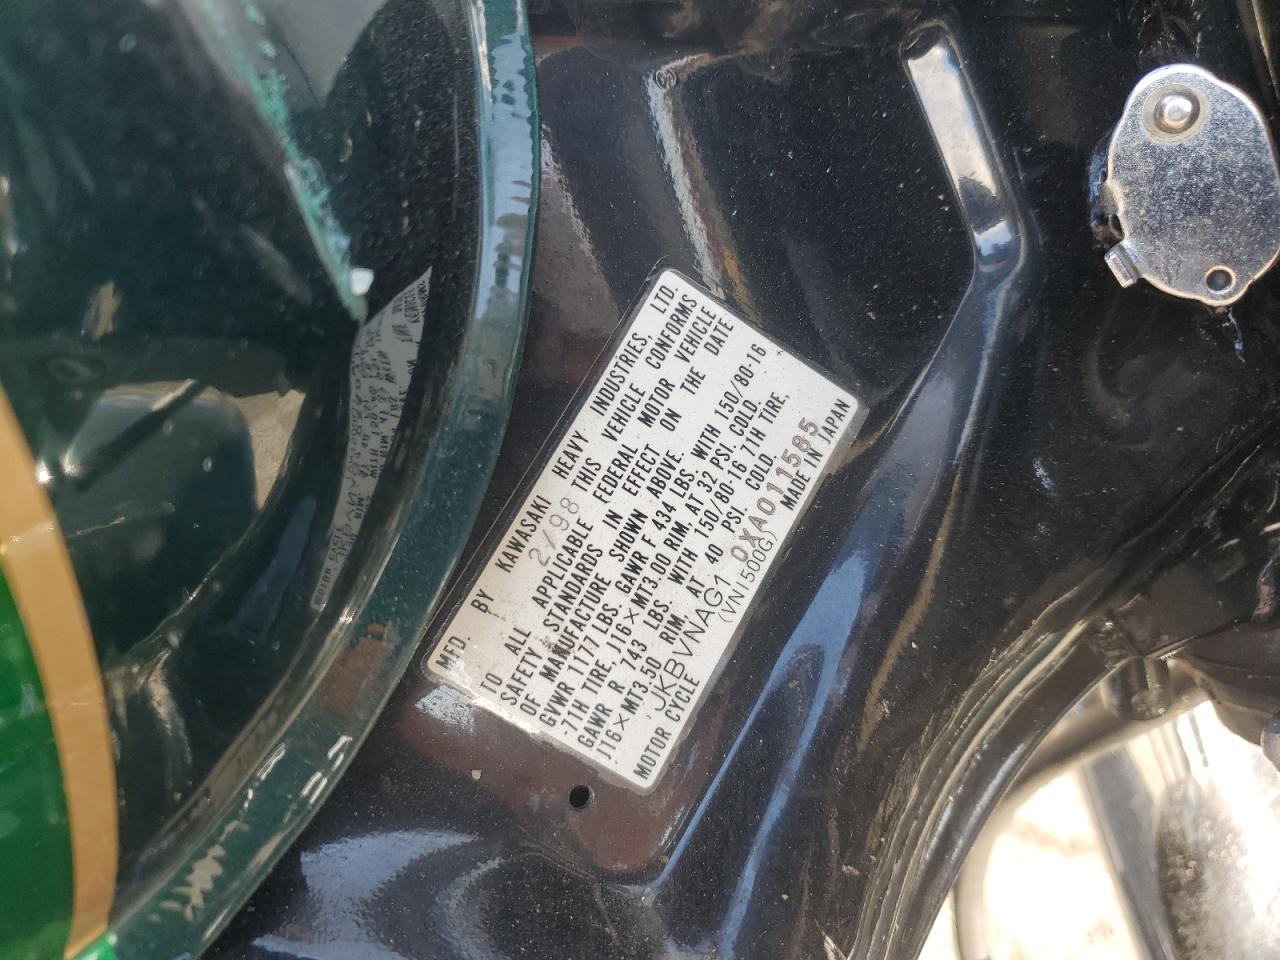 MFD. BY KAWASAKI HEAVY INDUSTRIES, LTD.
2/98 THIS VEHICLE CONFORMS
TO ALL APPLICABLE FEDERAL MOTOR VEHICLE
SAFETY STANDARDS IN EFFECT ON THE DATE
OF MANUFACTURE SHOWN ABOVE.
GVWR 1177 LBS. GAWR F 434 LBS. WITH 150/80-16
71H TIRE, J16×MT3.00 RIM, AT 32 PSI COLD.
GAWR R 743 LBS. WITH 150/80-16 71H TIRE,
J16×MT3.50 RIM, AT 40 PSI. COLD.
JKBVNAG10XA011585
MOTOR CYCLE (VN1500G) MADE IN JAPAN